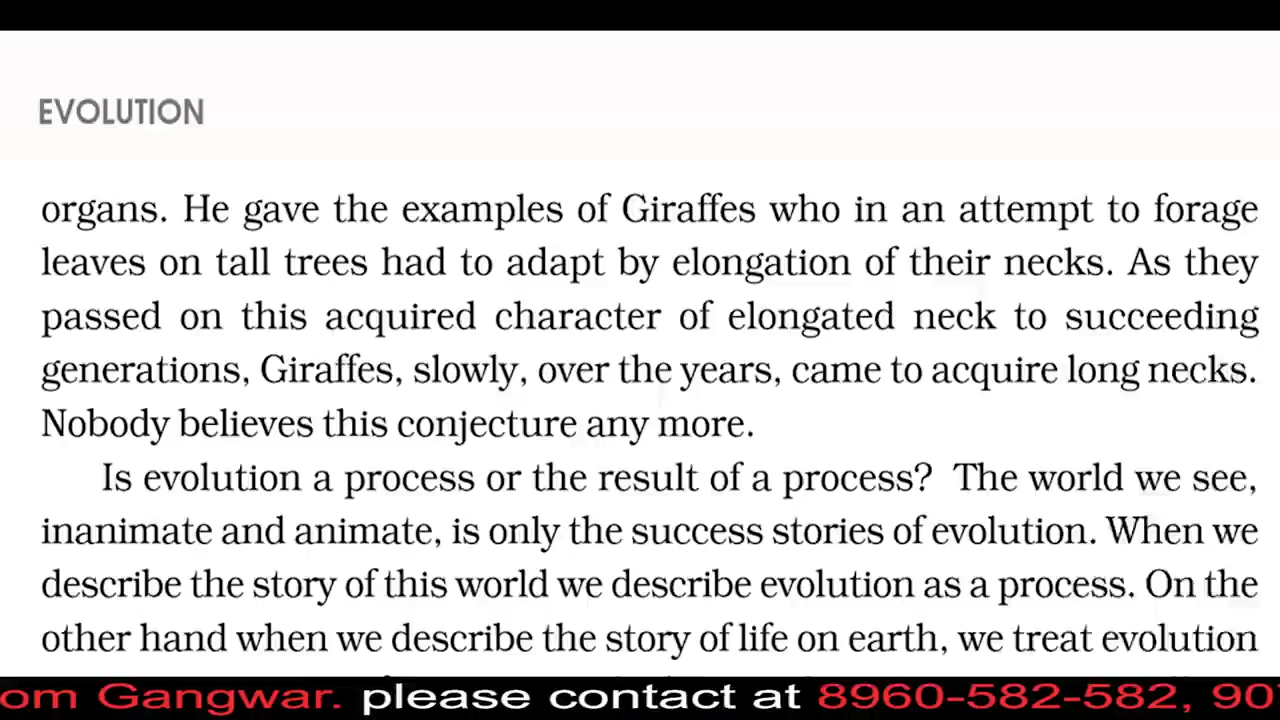 EVOLUTION
organs. He gave the examples of Giraffes who in an attempt to forage
leaves on tall trees had to adapt by elongation of their necks. As they
passed on this acquired character of elongated neck to succeeding
generations, Giraffes, slowly, over the years, came to acquire long necks.
Nobody believes this conjecture any more.
Is evolution a process or the result of a process? The world we see,
inanimate and animate, is only the success stories of evolution. When we
describe the story of this world we describe evolution as a process. On the
other hand when we describe the story of life on earth, we treat evolution
om Gangwar. please contact at 8960-582-582, 90